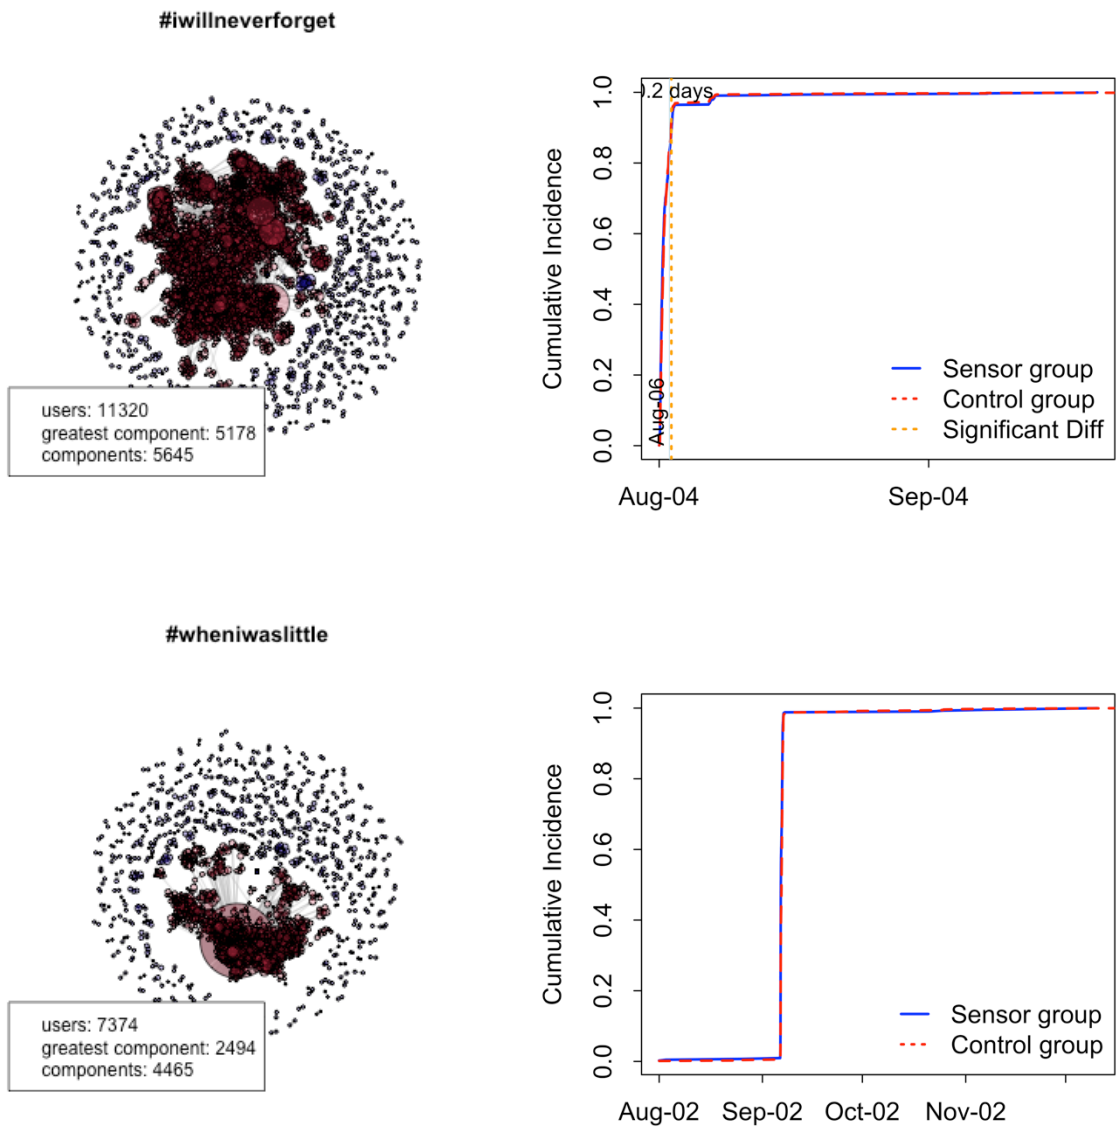 #iwillneverforget
users: 11320
greatest component: 5178
components: 5645
Cumulative Incidence
1.0
0.8
0.6
0.4
0.2
0.0
0.2 days
Aug-06
Sensor group
Control group
Significant Diff
Aug-04
Sep-04
#wheniwaslittle
users: 7374
greatest component: 2494
components: 4465
Cumulative Incidence
1.0
0.8
0.6
0.4
0.2
0.0
Sensor group
Control group
Aug-02
Sep-02
Oct-02
Nov-02